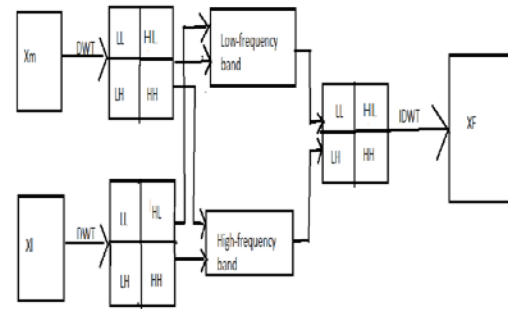 Xm
DWT
LL HL
LH HH
Low-frequency
band
LL HL
LH HH
IDWT
XF
XI
DWT
LL HL
LH HH
High-frequency
band